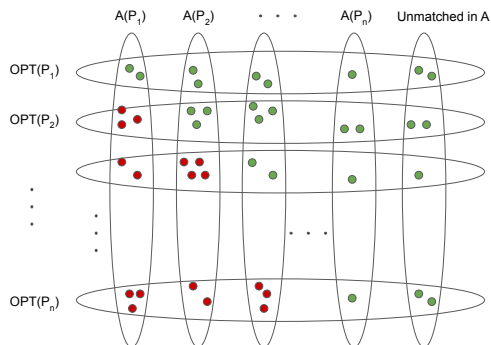 A(P₁) A(P₂) · · · A(Pₙ) Unmatched in A
OPT(P₁)
OPT(P₂)
OPT(Pₙ)